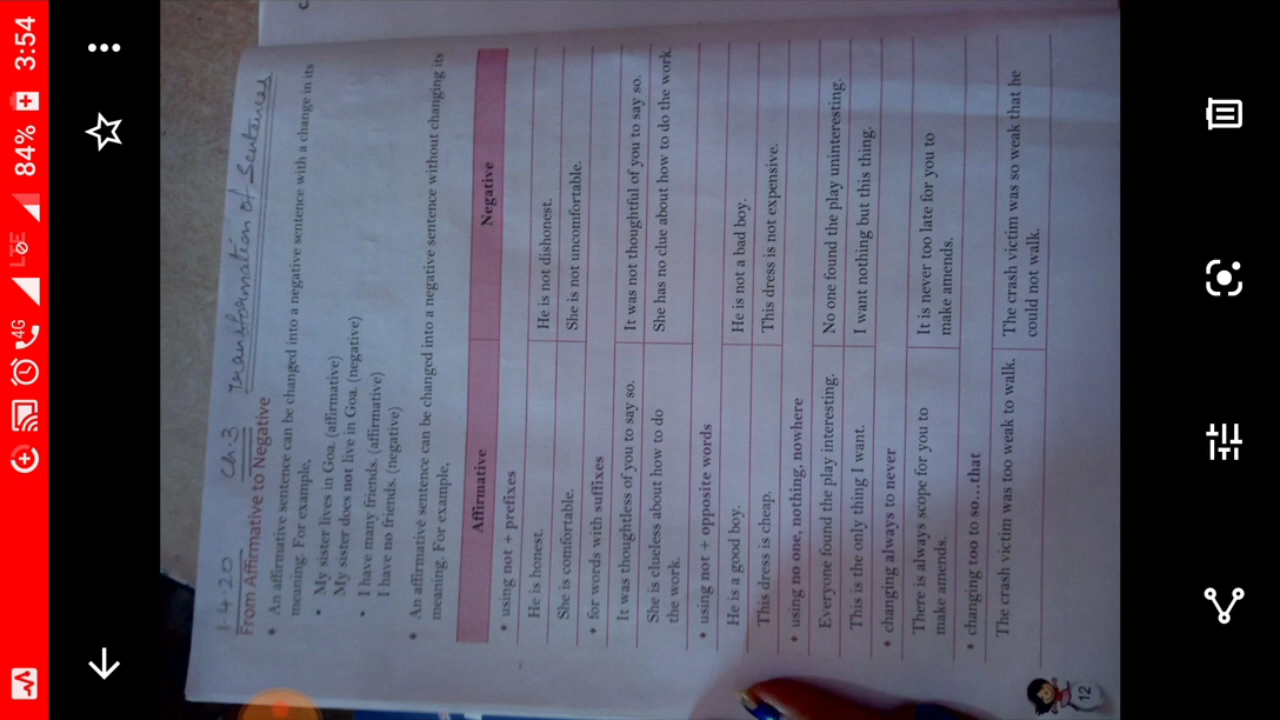 4G LTE 84% 3:54
1-4-20 Ch.3 Transformation of Sentences
From Affirmative to Negative
• An affirmative sentence can be changed into a negative sentence with a change in its
meaning. For example,
• My sister lives in Goa. (affirmative)
My sister does not live in Goa. (negative)
• I have many friends. (affirmative)
I have no friends. (negative)
• An affirmative sentence can be changed into a negative sentence without changing its
meaning. For example,
Affirmative Negative
• using not + prefixes
He is honest. He is not dishonest.
She is comfortable. She is not uncomfortable.
• for words with suffixes
It was thoughtless of you to say so. It was not thoughtful of you to say so.
She is clueless about how to do She has no clue about how to do the work.
the work.
• using not + opposite words
He is a good boy. He is not a bad boy.
This dress is cheap. This dress is not expensive.
• using no one, nothing, nowhere
Everyone found the play interesting. No one found the play uninteresting.
This is the only thing I want. I want nothing but this thing.
• changing always to never
There is always scope for you to It is never too late for you to
make amends. make amends.
• changing too to so...that
The crash victim was too weak to walk. The crash victim was so weak that he
could not walk.
12